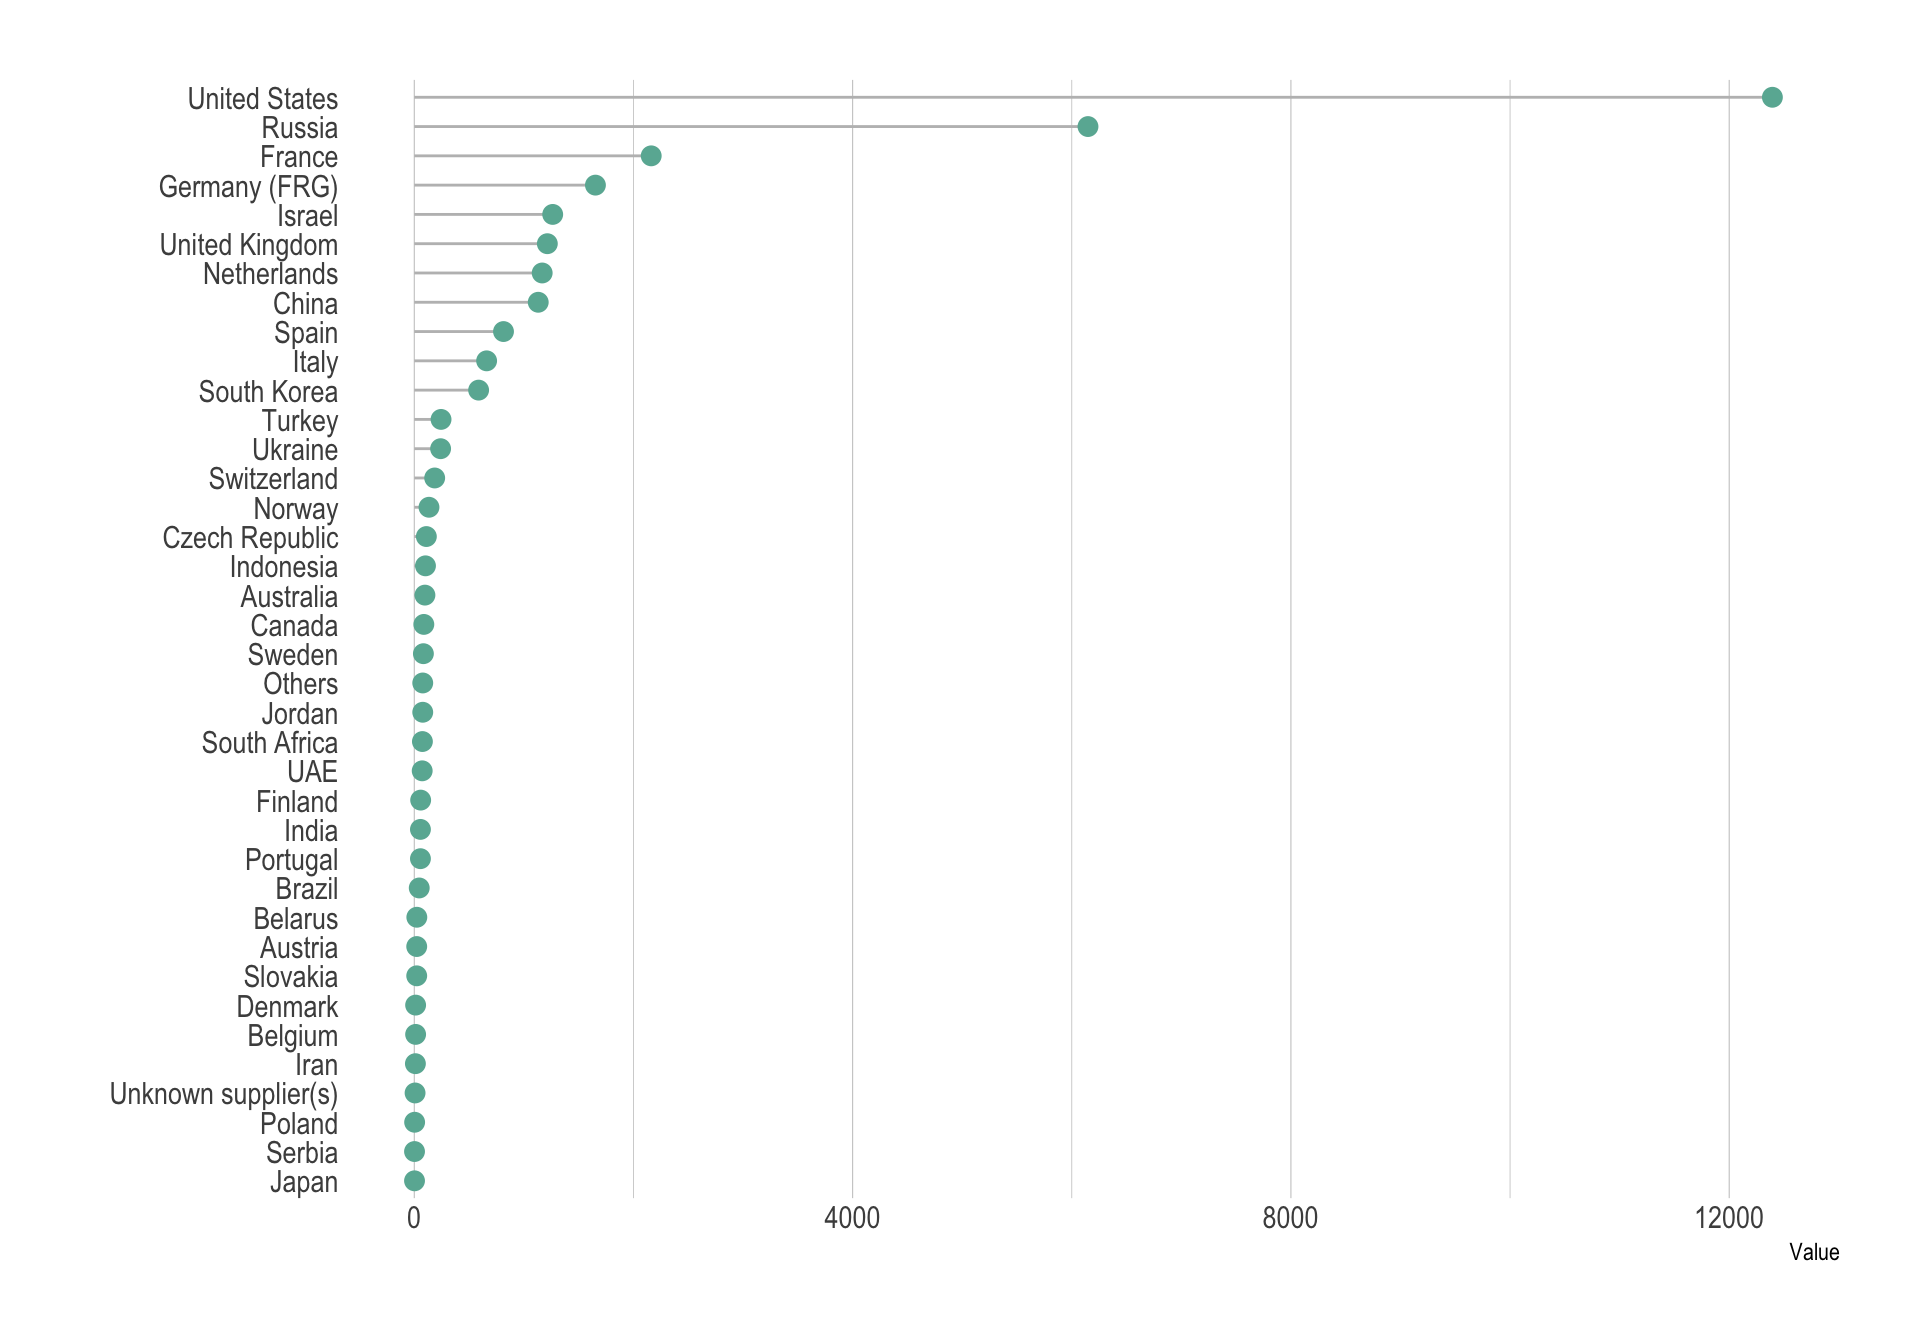 United States
Russia
France
Germany (FRG)
Israel
United Kingdom
Netherlands
China
Spain
Italy
South Korea
Turkey
Ukraine
Switzerland
Norway
Czech Republic
Indonesia
Australia
Canada
Sweden
Others
Jordan
South Africa
UAE
Finland
India
Portugal
Brazil
Belarus
Austria
Slovakia
Denmark
Belgium
Iran
Unknown supplier(s)
Poland
Serbia
Japan
0 4000 8000 12000
Value